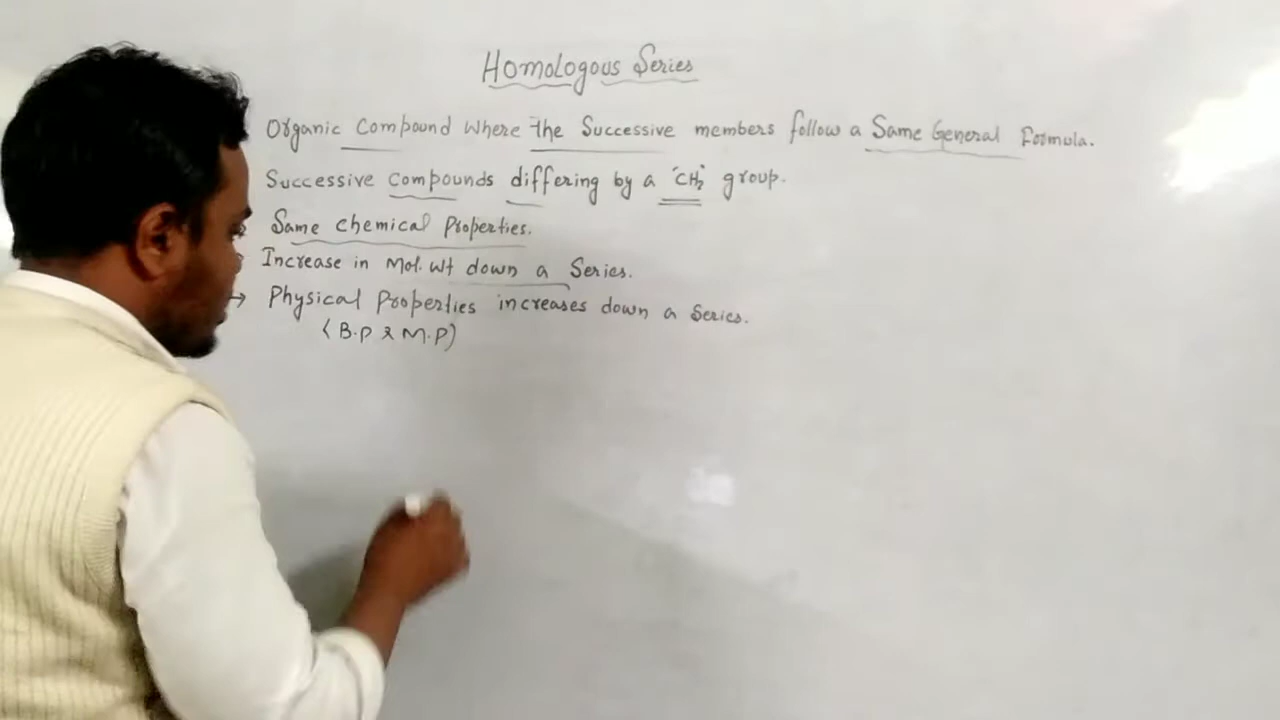 Homologous Series
Organic Compound Where the Successive members follow a Same General Formula.
Successive Compounds differing by a "CH₂" group.
Same chemical Properties.
Increase in Mol. Wt down a Series.
→ Physical Properties increases down a Series.
(B.P & M.P)